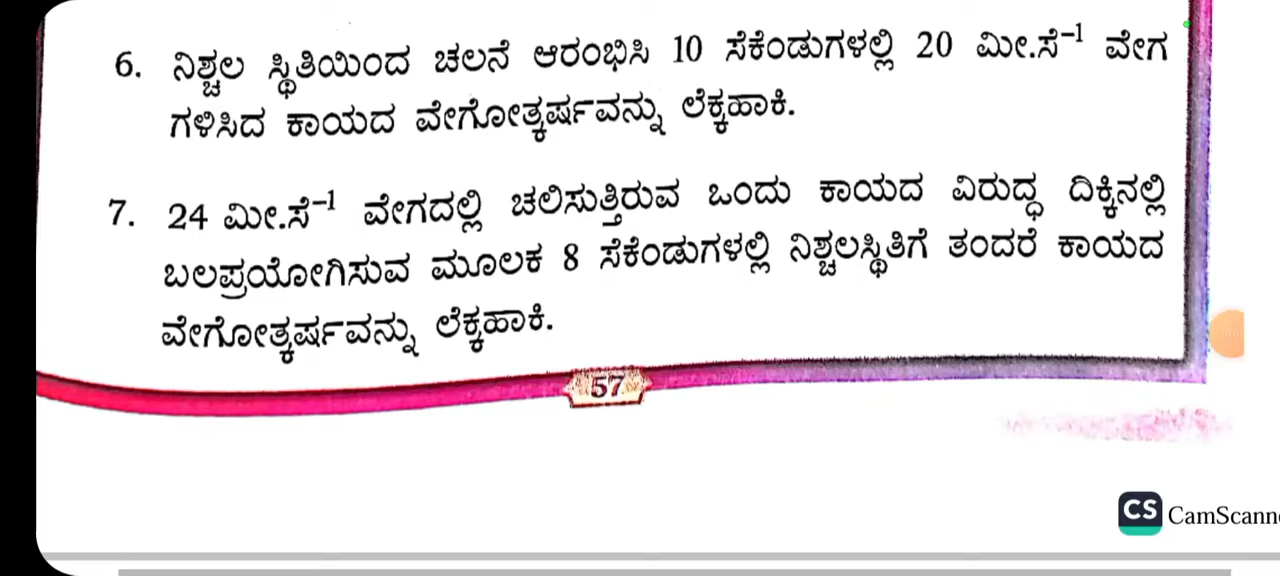 6. ನಿಶ್ಚಲ ಸ್ಥಿತಿಯಿಂದ ಚಲನೆ ಆರಂಭಿಸಿ 10 ಸೆಕೆಂಡುಗಳಲ್ಲಿ 20 ಮೀ.ಸೆ⁻¹ ವೇಗ
ಗಳಿಸಿದ ಕಾಯದ ವೇಗೋತ್ಕರ್ಷವನ್ನು ಲೆಕ್ಕಹಾಕಿ.
7. 24 ಮೀ.ಸೆ⁻¹ ವೇಗದಲ್ಲಿ ಚಲಿಸುತ್ತಿರುವ ಒಂದು ಕಾಯದ ವಿರುದ್ಧ ದಿಕ್ಕಿನಲ್ಲಿ
ಬಲಪ್ರಯೋಗಿಸುವ ಮೂಲಕ 8 ಸೆಕೆಂಡುಗಳಲ್ಲಿ ನಿಶ್ಚಲಸ್ಥಿತಿಗೆ ತಂದರೆ ಕಾಯದ
ವೇಗೋತ್ಕರ್ಷವನ್ನು ಲೆಕ್ಕಹಾಕಿ.
57
CS CamScann